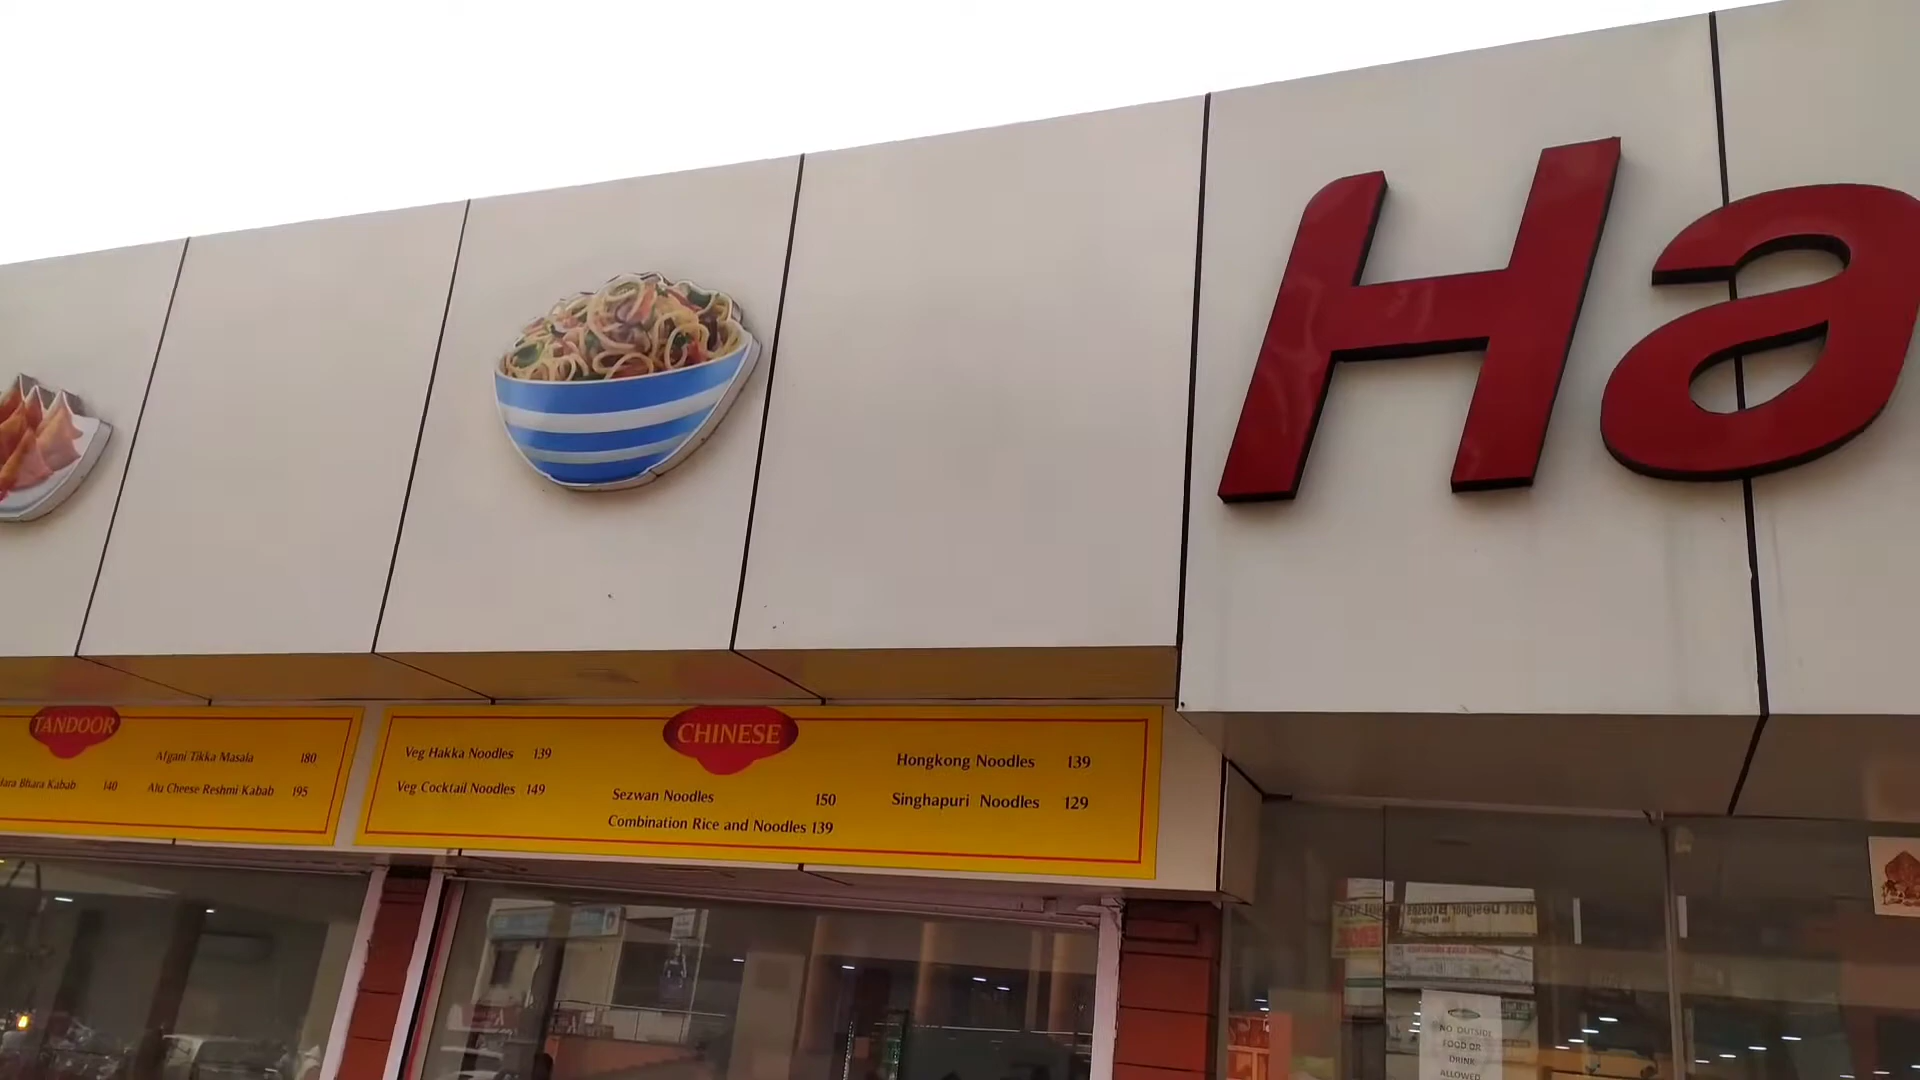 Ha
TANDOOR
Afgani Tikka Masala 180
Hara Bhara Kabab 140
Alu Cheese Reshmi Kabab 195
CHINESE
Veg Hakka Noodles 139
Veg Cocktail Noodles 149
Sezwan Noodles 150
Combination Rice and Noodles 139
Hongkong Noodles 139
Singhapuri Noodles 129
NO OUTSIDE
FOOD OR
DRINK
ALLOWED